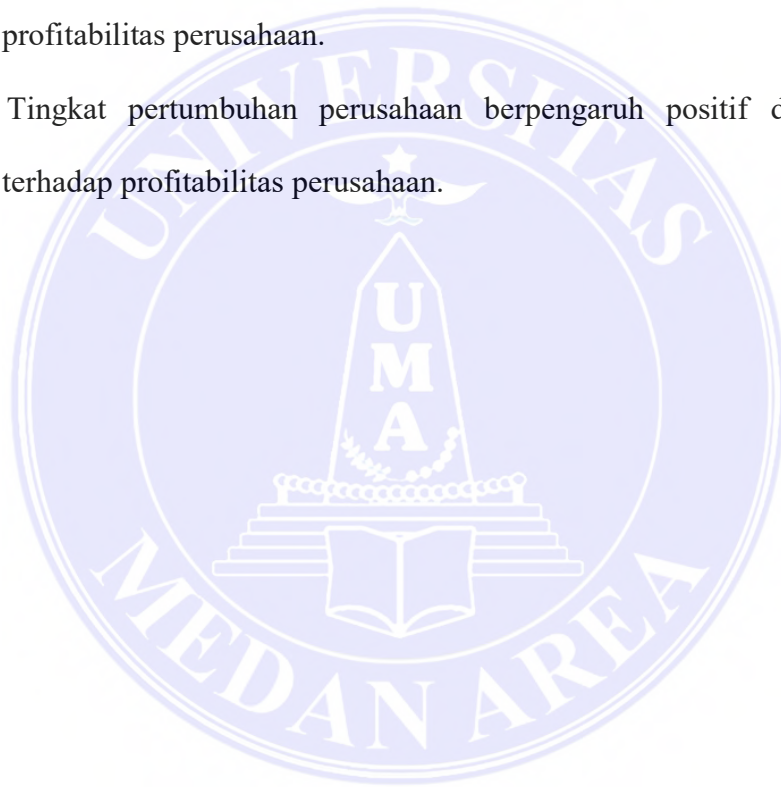 profitabilitas perusahaan.
Tingkat pertumbuhan perusahaan berpengaruh positif d
terhadap profitabilitas perusahaan.
UNIVERSITAS
U
M
A
MEDAN AREA